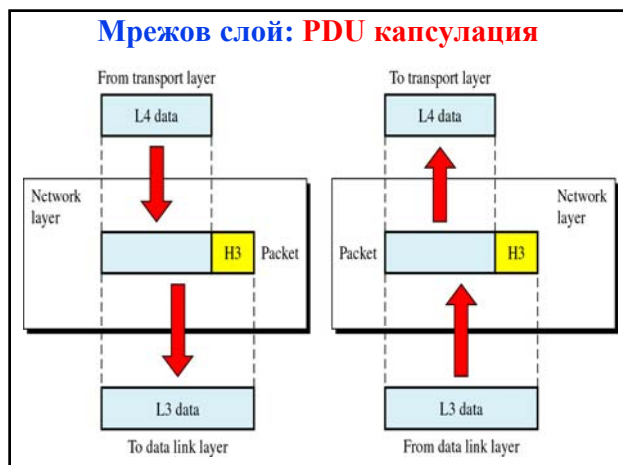 Мрежов слой: PDU капсулация
From transport layer
L4 data
Network
layer
H3
Packet
L3 data
To data link layer
To transport layer
L4 data
Network
layer
Packet
H3
L3 data
From data link layer